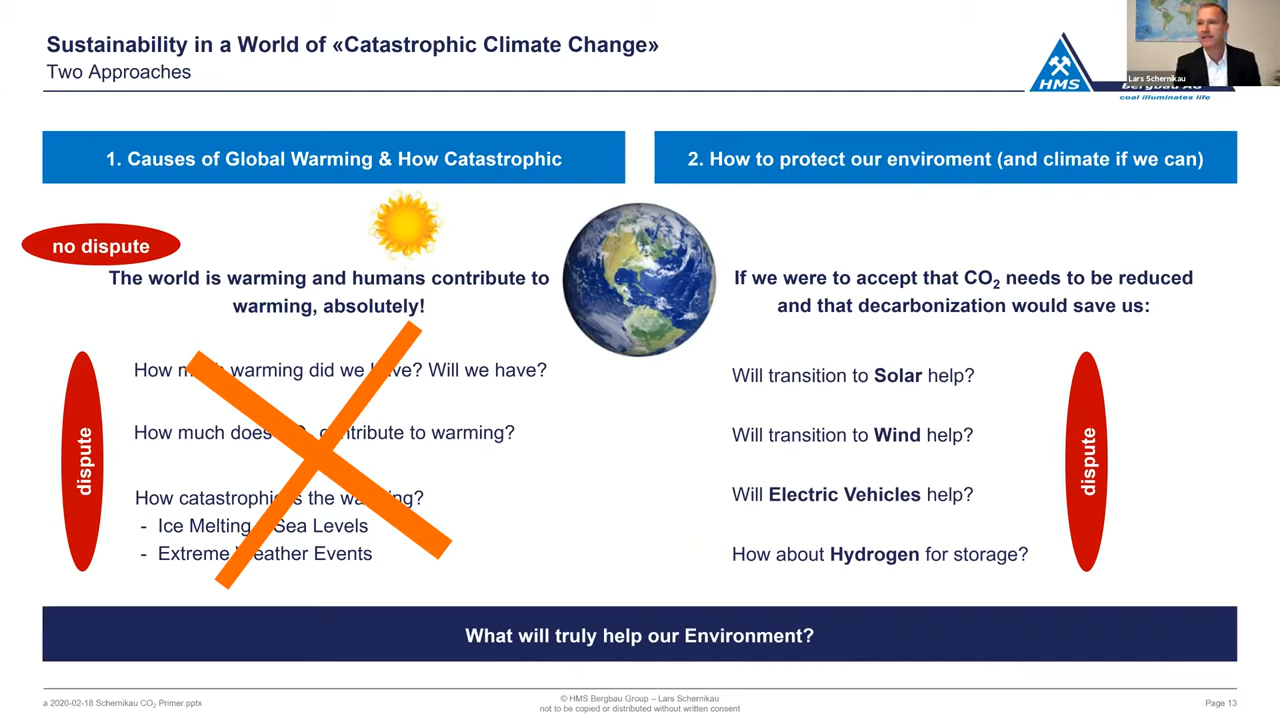 Sustainability in a World of «Catastrophic Climate Change»
Two Approaches
Lars Schernikau
HMS
Bergbau AG
coal illuminates life
1. Causes of Global Warming & How Catastrophic
no dispute
The world is warming and humans contribute to
warming, absolutely!
dispute
How warming did we Will we have?
How much does contribute to warming?
How catastrophic the
- Ice Melting Sea Levels
- Extreme Weather Events
2. How to protect our enviroment (and climate if we can)
If we were to accept that CO₂ needs to be reduced
and that decarbonization would save us:
Will transition to Solar help?
Will transition to Wind help?
Will Electric Vehicles help?
How about Hydrogen for storage?
dispute
What will truly help our Environment?
a 2020-02-18 Schernikau CO₂ Primer.pptx
© HMS Bergbau Group – Lars Schernikau
not to be copied or distributed without written consent
Page 13